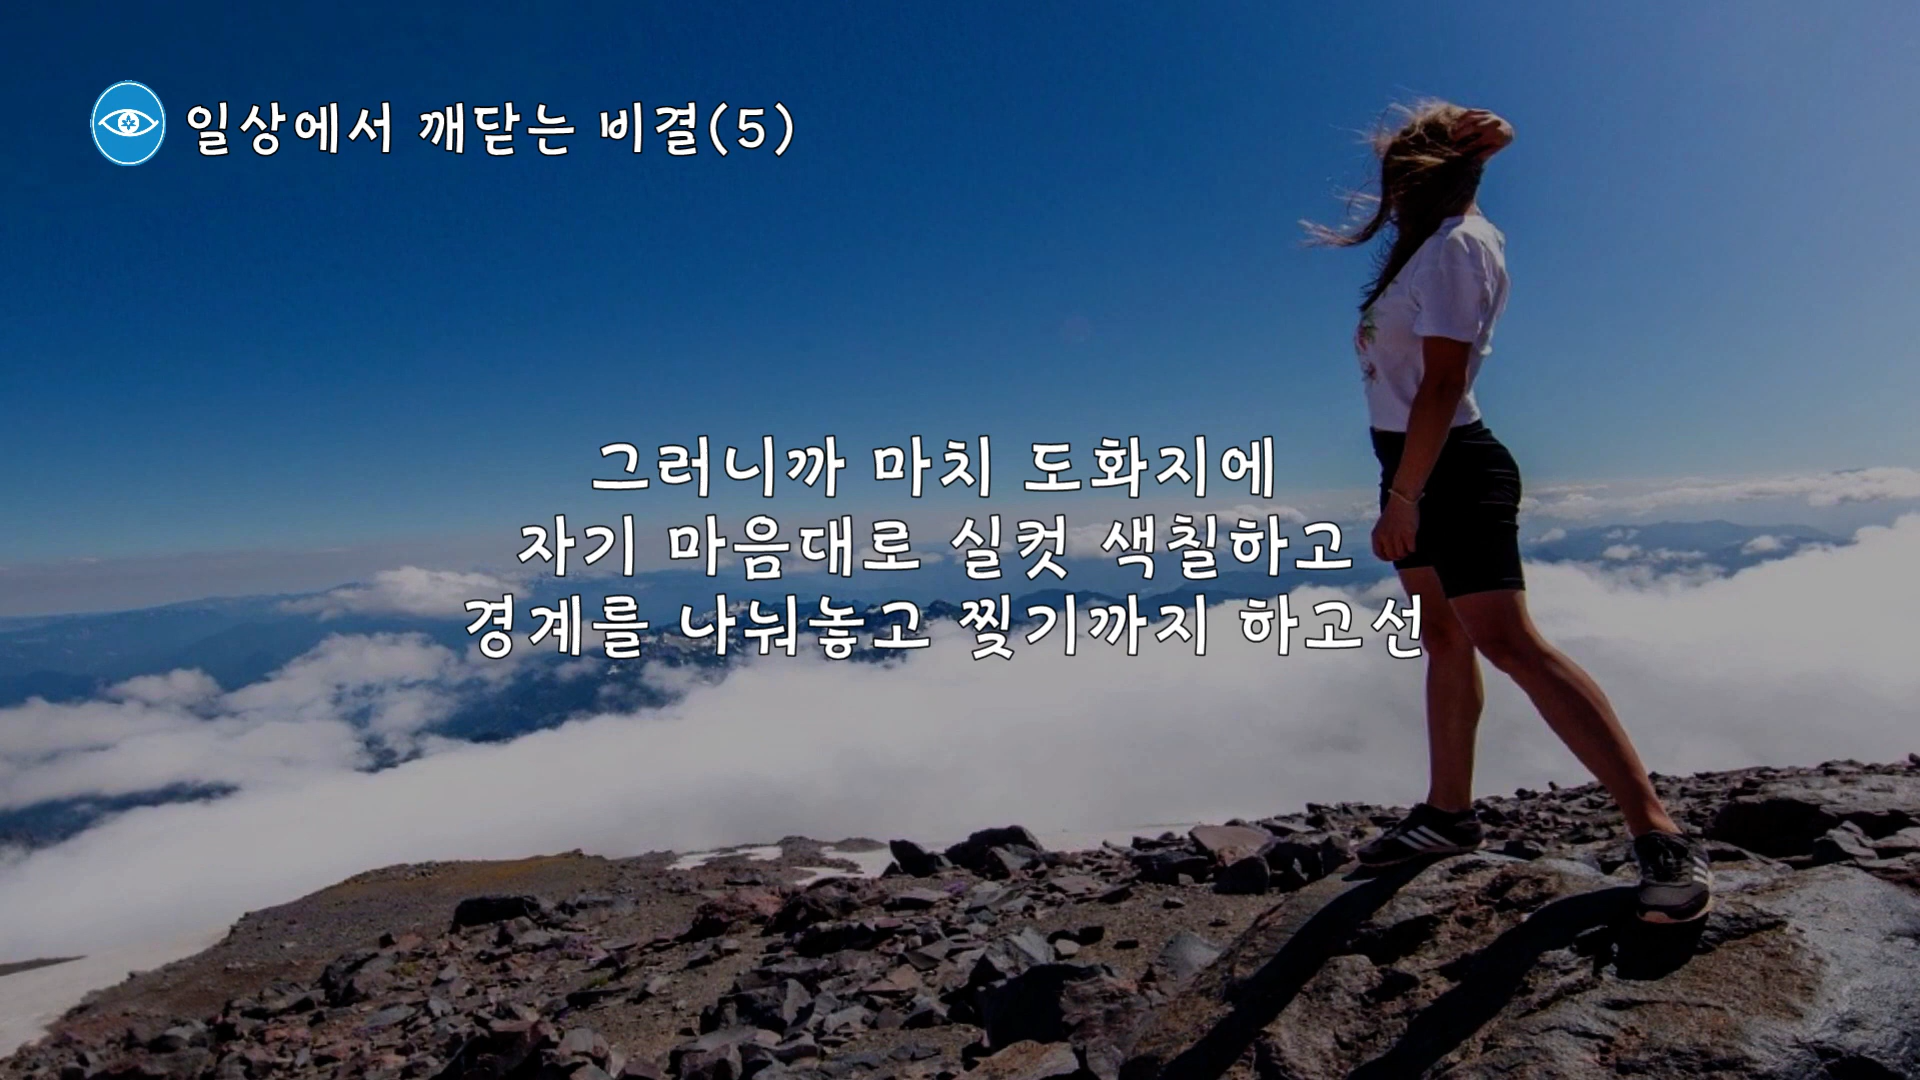 일상에서 깨닫는 비결(5)
그러니까 마치 도화지에
자기 마음대로 실컷 색칠하고
경계를 나눠놓고 찢기까지 하고선